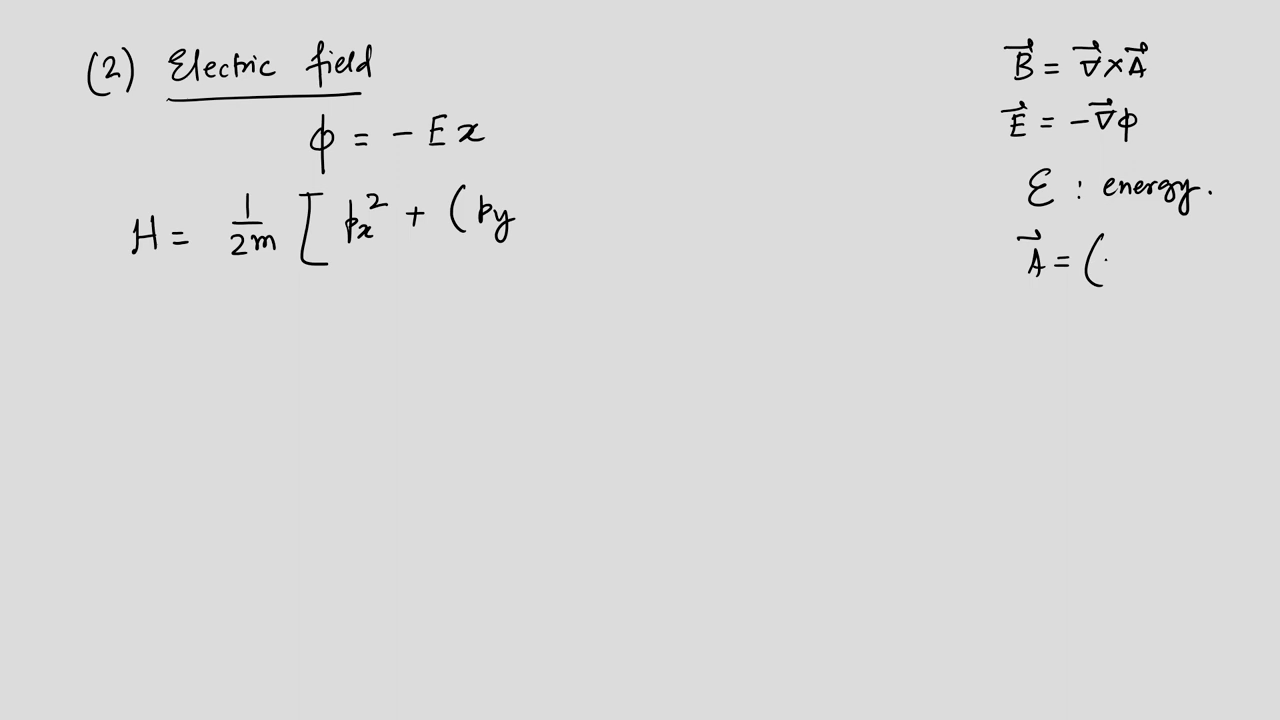 (2) Electric field
ϕ = - E x
H = 1/2m [ p_x^2 + ( p_y
B⃗ = ∇⃗ × A⃗
E⃗ = - ∇⃗ϕ
ℰ : energy.
A⃗ = (